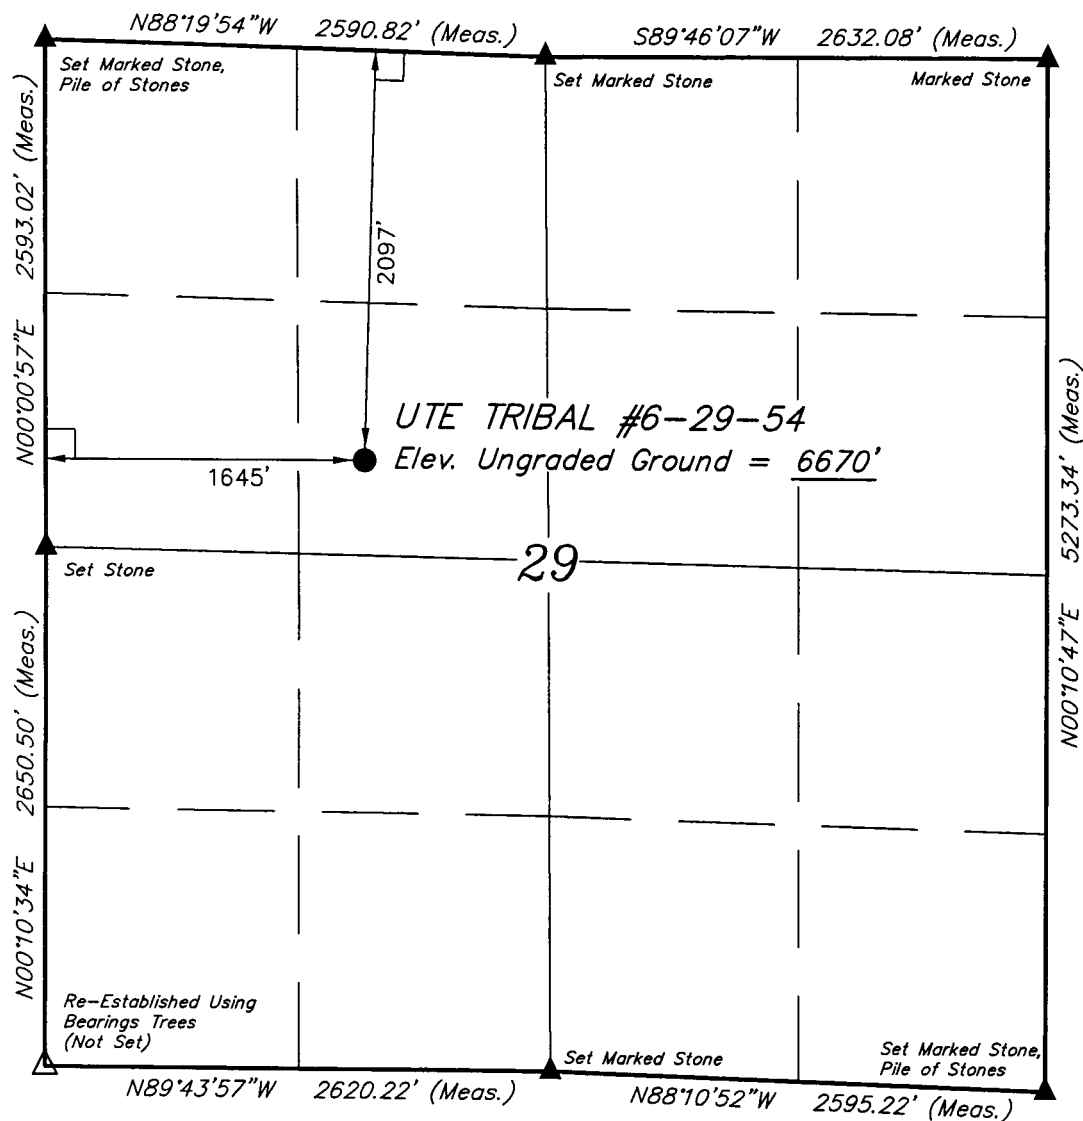 N88°19'54"W 2590.82' (Meas.)
S89°46'07"W 2632.08' (Meas.)
Set Marked Stone,
Pile of Stones
Set Marked Stone
Marked Stone
N00°00'57"E 2593.02' (Meas.)
2097'
UTE TRIBAL #6-29-54
Elev. Ungraded Ground = 6670'
1645'
N00°10'47"E 5273.34' (Meas.)
29
Set Stone
N00°10'34"E 2650.50' (Meas.)
Re-Established Using
Bearings Trees
(Not Set)
Set Marked Stone
Set Marked Stone,
Pile of Stones
N89°43'57"W 2620.22' (Meas.)
N88°10'52"W 2595.22' (Meas.)